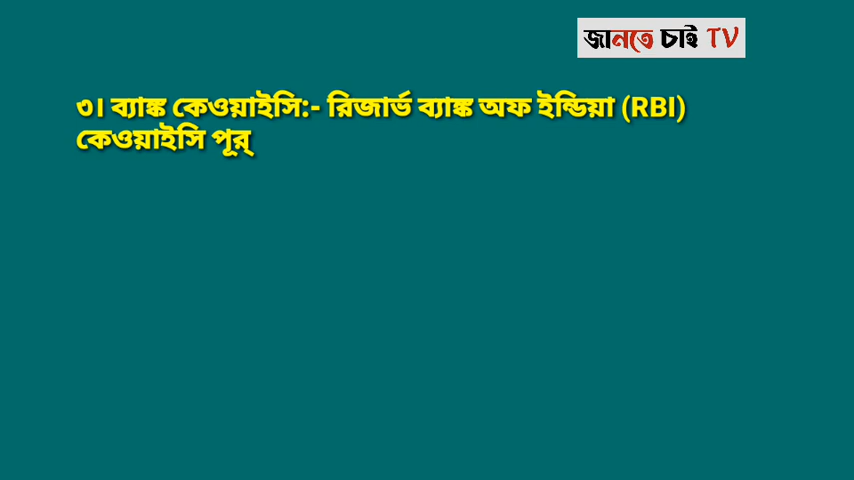 জানতে চাই TV
৩। ব্যাঙ্ক কেওয়াইসি:- রিজার্ভ ব্যাঙ্ক অফ ইন্ডিয়া (RBI)
কেওয়াইসি পূর্